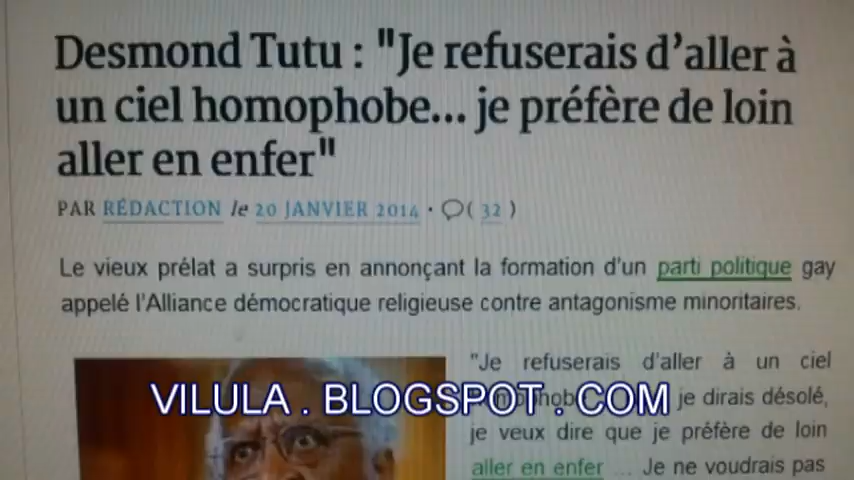 Desmond Tutu : "Je refuserais d'aller à
un ciel homophobe... je préfère de loin
aller en enfer"
PAR RÉDACTION le 20 JANVIER 2014 · ( 32 )
Le vieux prélat a surpris en annonçant la formation d'un parti politique gay
appelé l'Alliance démocratique religieuse contre antagonisme minoritaires.
"Je refuserais d'aller à un ciel
VILULA . BLOGSPOT . COM
je dirais désolé,
je veux dire que je préfère de loin
aller en enfer ... Je ne voudrais pas